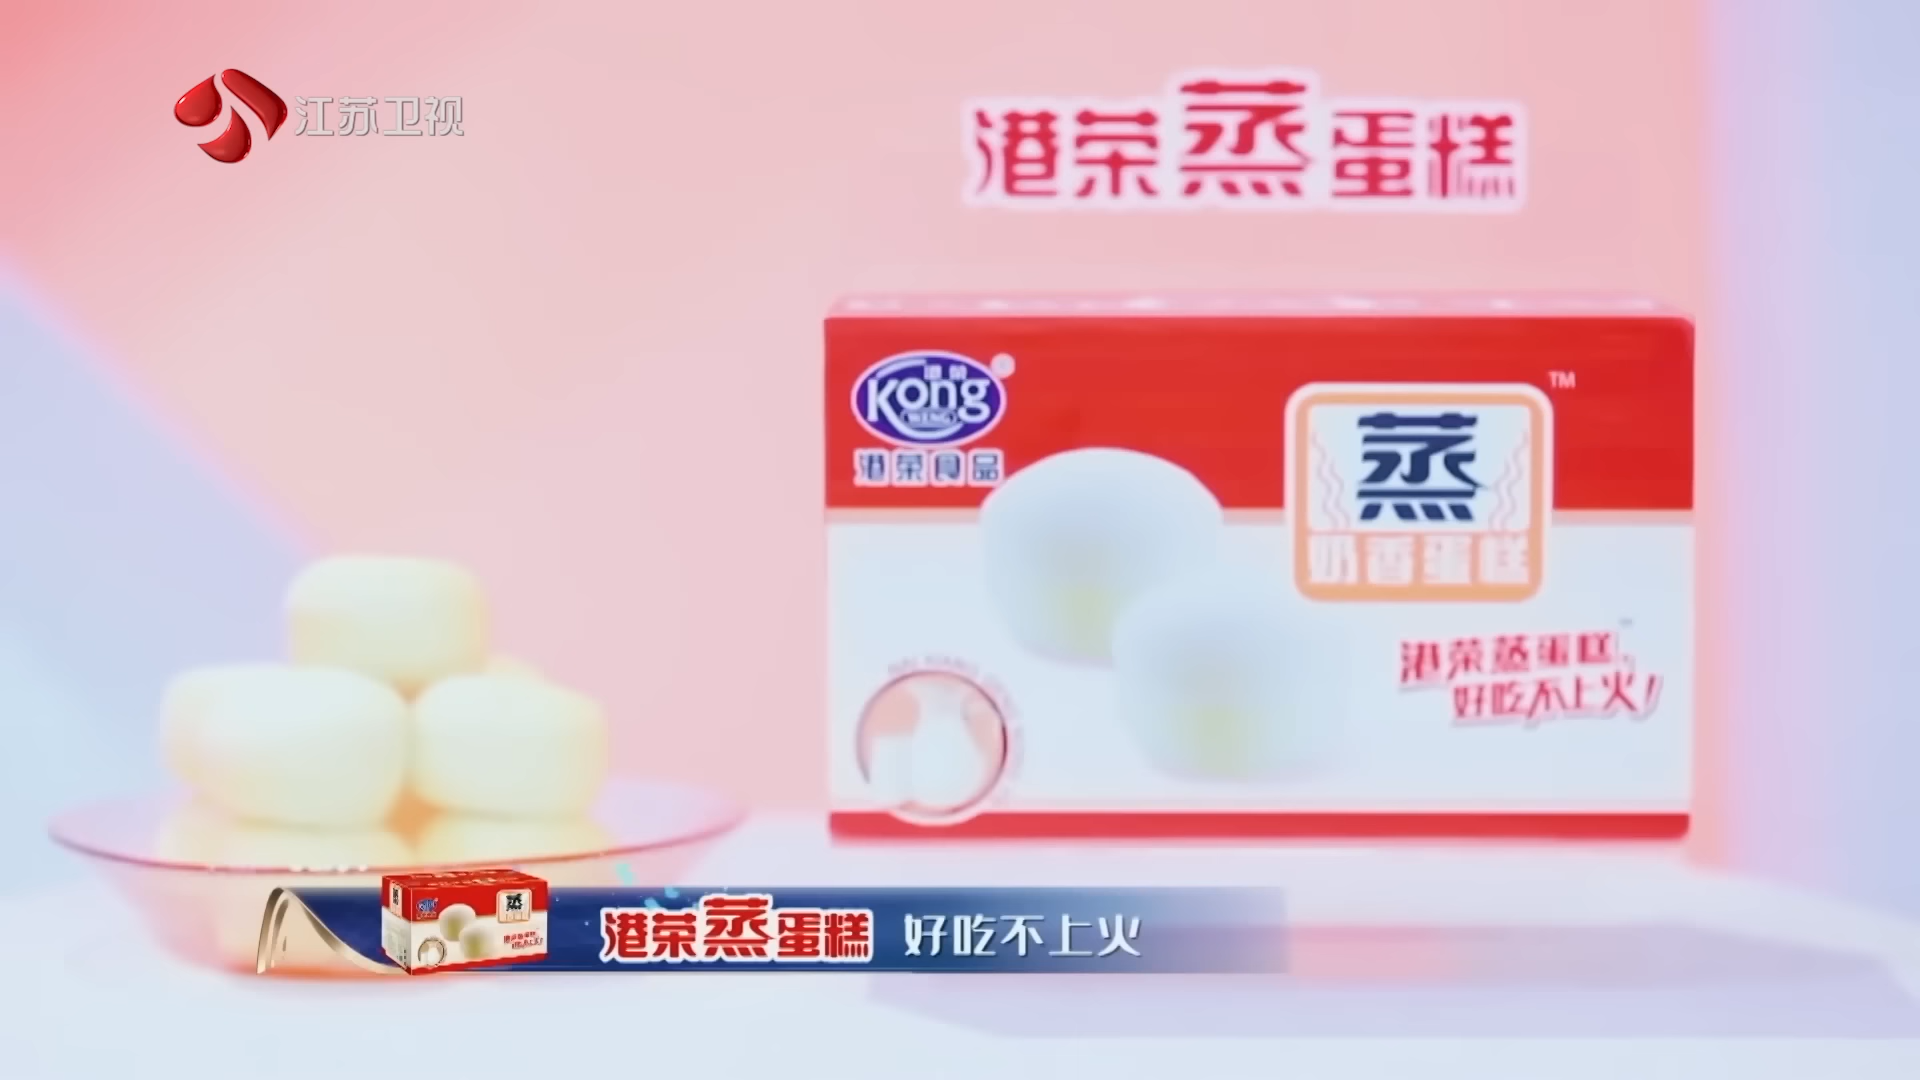 江苏卫视
港荣蒸蛋糕
港荣
Kong
WENG
港荣食品
TM
蒸
奶香蛋糕
港荣蒸蛋糕,
好吃不上火!
港荣蒸蛋糕 好吃不上火